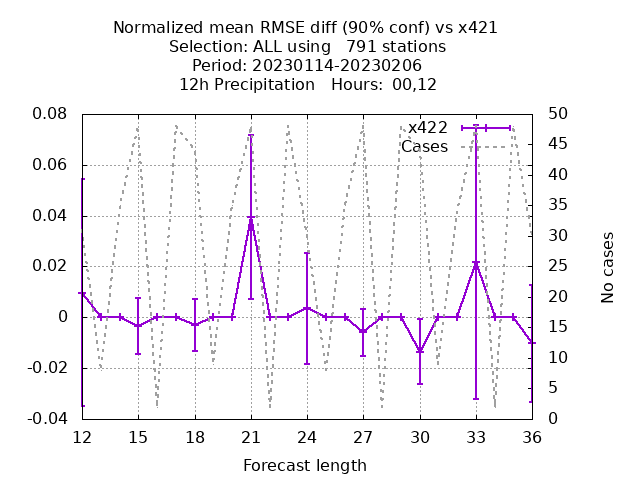 Normalized mean RMSE diff (90% conf) vs x421
Selection: ALL using   791 stations
Period: 20230114-20230206
12h Precipitation   Hours:  00,12
x422
Cases
0.08
0.06
0.04
0.02
0
-0.02
-0.04
50
45
40
35
30
25
20
15
10
5
0
No cases
12 15 18 21 24 27 30 33 36
Forecast length